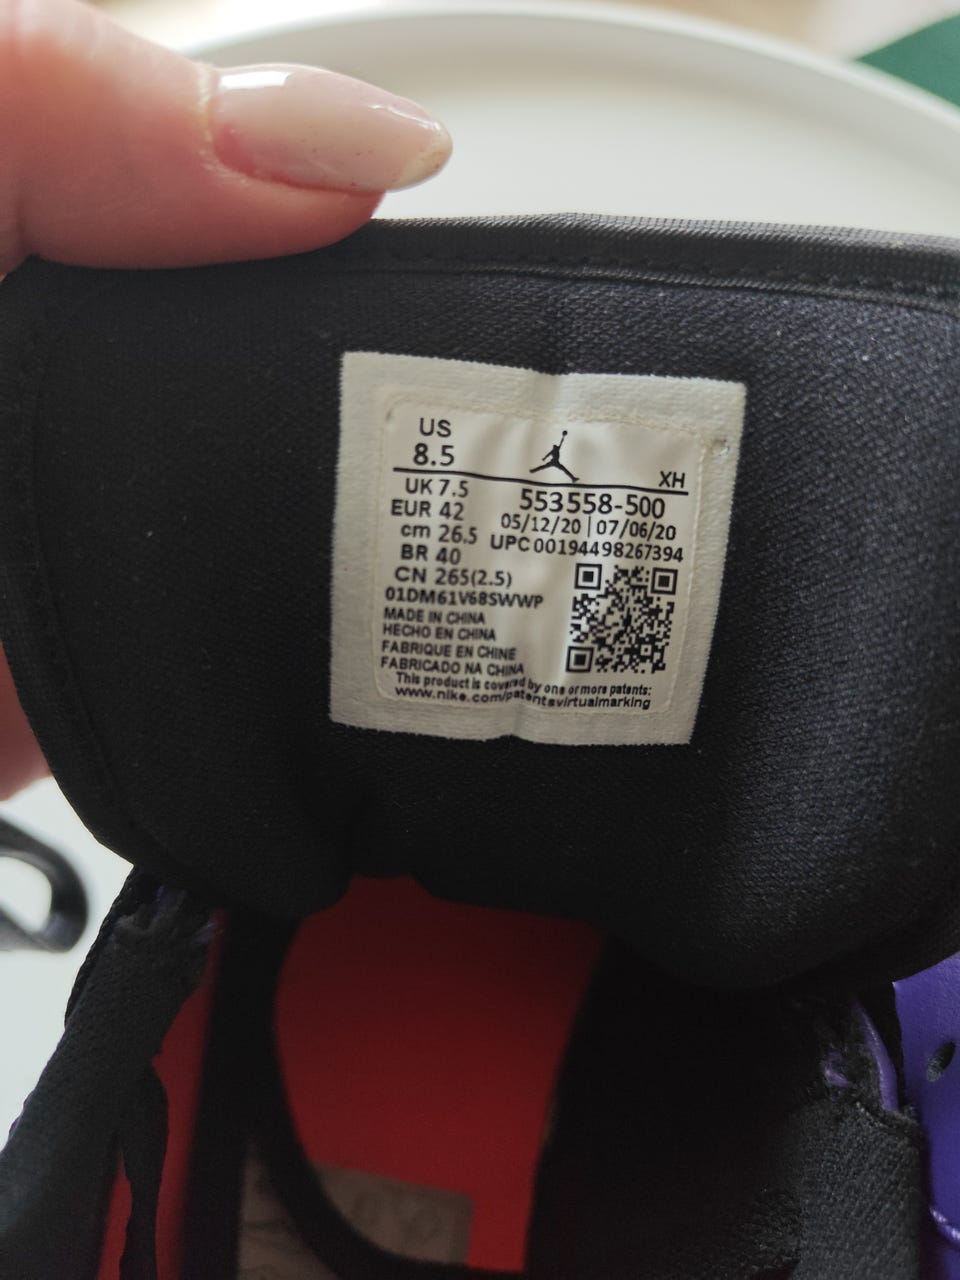 US
8.5
XH
UK 7.5
553558-500
EUR 42
05/12/20 | 07/06/20
cm 26.5
UPC 00194498267394
BR 40
CN 265(2.5)
01DM61V68SWWP
MADE IN CHINA
HECHO EN CHINA
FABRIQUE EN CHINE
FABRICADO NA CHINA
This product is covered by one or more patents:
www.nike.com/patentsvirtualmarking